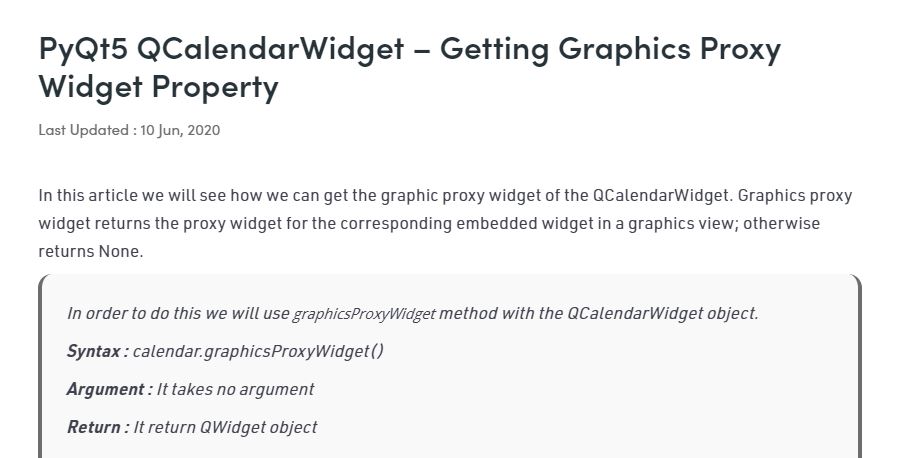 PyQt5 QCalendarWidget – Getting Graphics Proxy
Widget Property
Last Updated : 10 Jun, 2020
In this article we will see how we can get the graphic proxy widget of the QCalendarWidget. Graphics proxy
widget returns the proxy widget for the corresponding embedded widget in a graphics view; otherwise
returns None.
In order to do this we will use graphicsProxyWidget method with the QCalendarWidget object.
Syntax : calendar.graphicsProxyWidget()
Argument : It takes no argument
Return : It return QWidget object